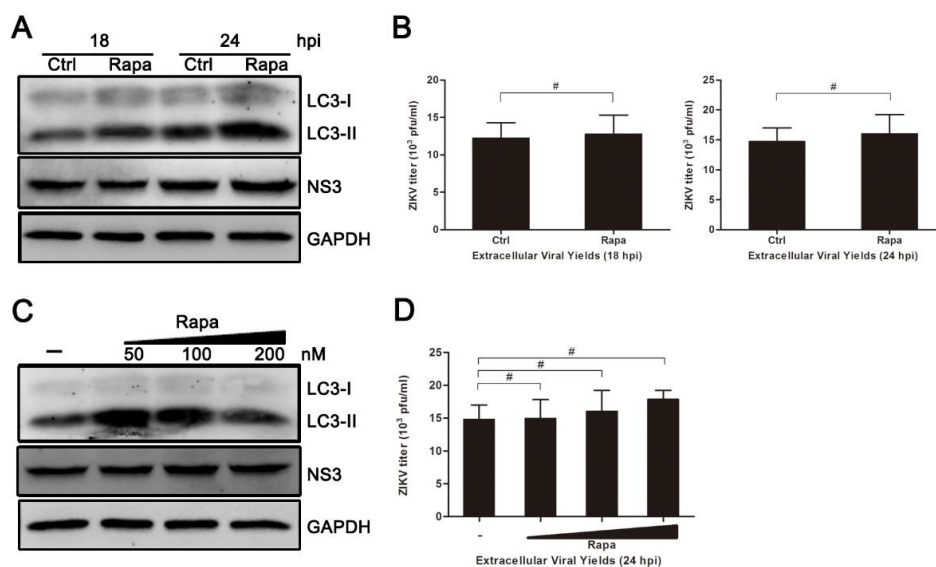 A
18 24 hpi
Ctrl Rapa Ctrl Rapa
LC3-I
LC3-II
NS3
GAPDH
B
ZIKV titer (10³ pfu/ml)
20
15
10
5
0
#
Ctrl Rapa
Extracellular Viral Yields (18 hpi)
ZIKV titer (10³ pfu/ml)
20
15
10
5
0
#
Ctrl Rapa
Extracellular Viral Yields (24 hpi)
C
Rapa
– 50 100 200 nM
LC3-I
LC3-II
NS3
GAPDH
D
ZIKV titer (10³ pfu/ml)
25
20
15
10
5
0
#
#
#
-
Rapa
Extracellular Viral Yields (24 hpi)